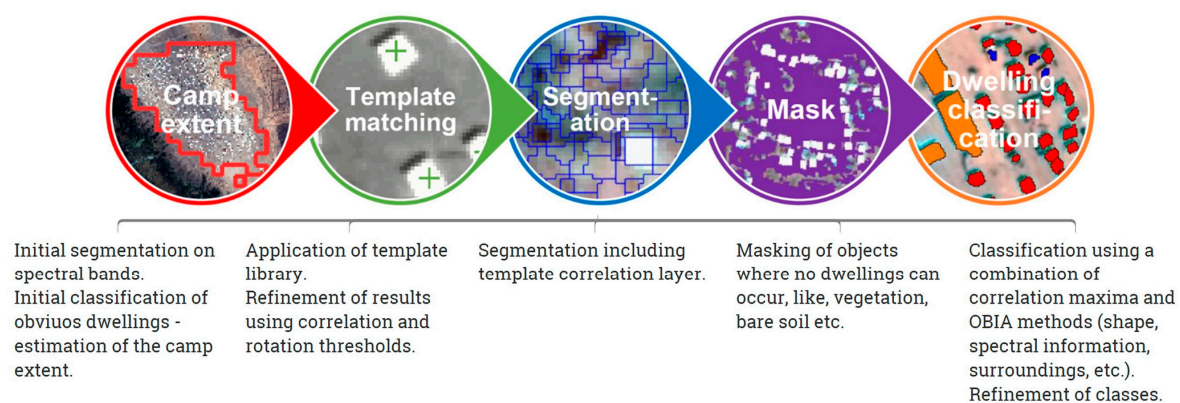 Camp
extent
Template
matching
Segment-
ation
Mask
Dwelling
classifi-
cation
Initial segmentation on
spectral bands.
Initial classification of
obviuos dwellings -
estimation of the camp
extent.
Application of template
library.
Refinement of results
using correlation and
rotation thresholds.
Segmentation including
template correlation layer.
Masking of objects
where no dwellings can
occur, like, vegetation,
bare soil etc.
Classification using a
combination of
correlation maxima and
OBIA methods (shape,
spectral information,
surroundings, etc.).
Refinement of classes.